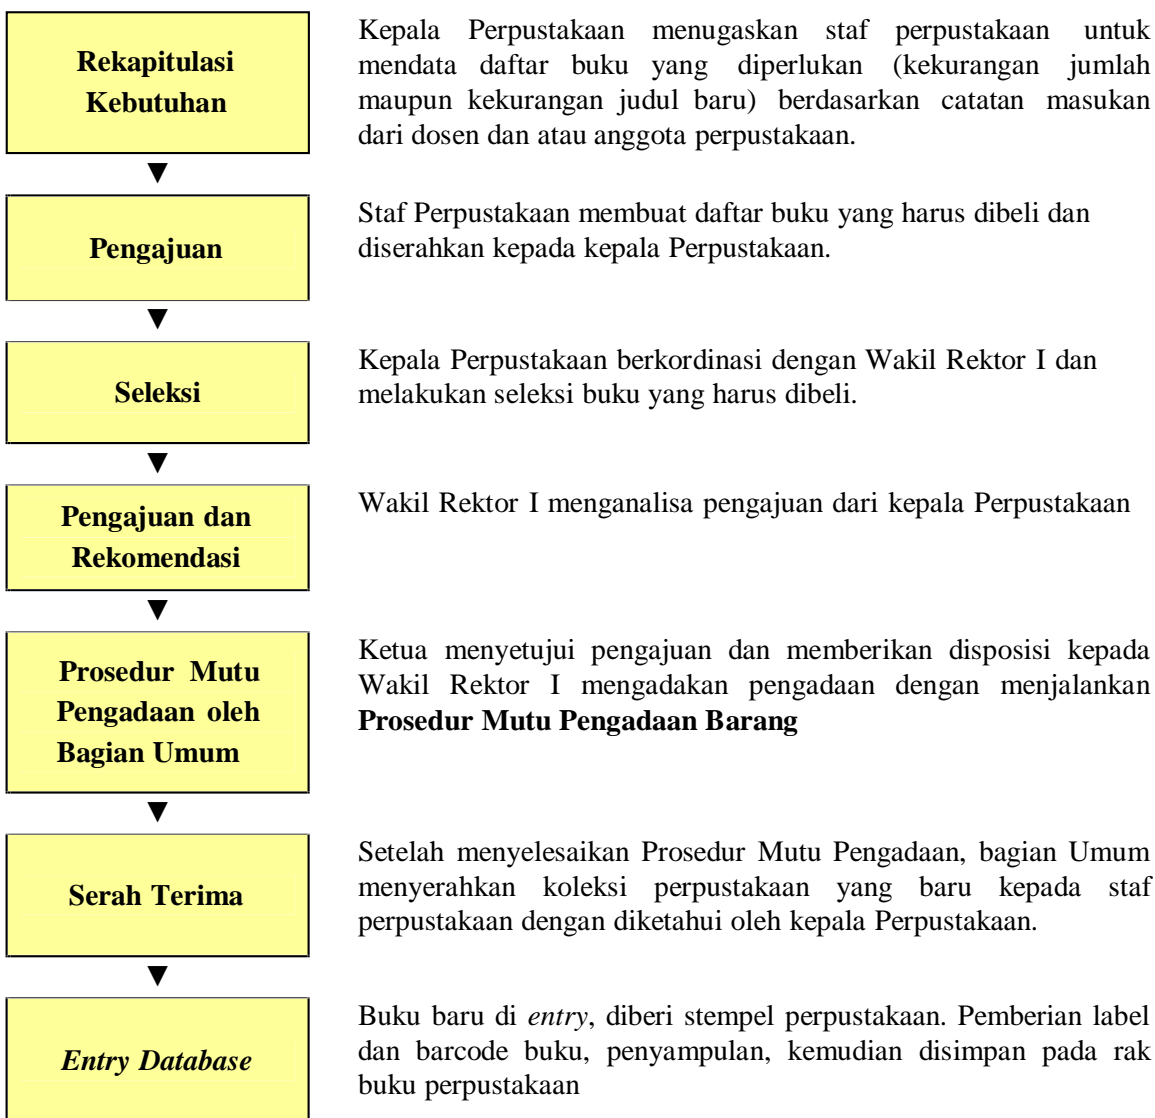 Rekapitulasi
Kebutuhan
Kepala Perpustakaan menugaskan staf perpustakaan untuk
mendata daftar buku yang diperlukan (kekurangan jumlah
maupun kekurangan judul baru) berdasarkan catatan masukan
dari dosen dan atau anggota perpustakaan.
Pengajuan
Staf Perpustakaan membuat daftar buku yang harus dibeli dan
diserahkan kepada kepala Perpustakaan.
Seleksi
Kepala Perpustakaan berkordinasi dengan Wakil Rektor I dan
melakukan seleksi buku yang harus dibeli.
Pengajuan dan
Rekomendasi
Wakil Rektor I menganalisa pengajuan dari kepala Perpustakaan
Prosedur Mutu
Pengadaan oleh
Bagian Umum
Ketua menyetujui pengajuan dan memberikan disposisi kepada
Wakil Rektor I mengadakan pengadaan dengan menjalankan
Prosedur Mutu Pengadaan Barang
Serah Terima
Setelah menyelesaikan Prosedur Mutu Pengadaan, bagian Umum
menyerahkan koleksi perpustakaan yang baru kepada staf
perpustakaan dengan diketahui oleh kepala Perpustakaan.
Entry Database
Buku baru di entry, diberi stempel perpustakaan. Pemberian label
dan barcode buku, penyampulan, kemudian disimpan pada rak
buku perpustakaan